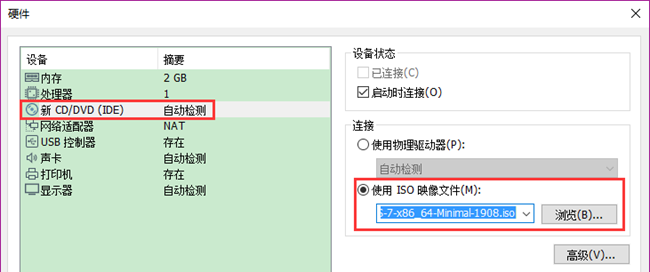 硬件
设备 摘要
内存 2 GB
处理器 1
新 CD/DVD (IDE) 自动检测
网络适配器 NAT
USB 控制器 存在
声卡 自动检测
打印机 存在
显示器 自动检测
设备状态
已连接(C)
启动时连接(O)
连接
使用物理驱动器(P):
自动检测
使用 ISO 映像文件(M):
-7-x86_64-Minimal-1908.iso
浏览(B)...
高级(V)...